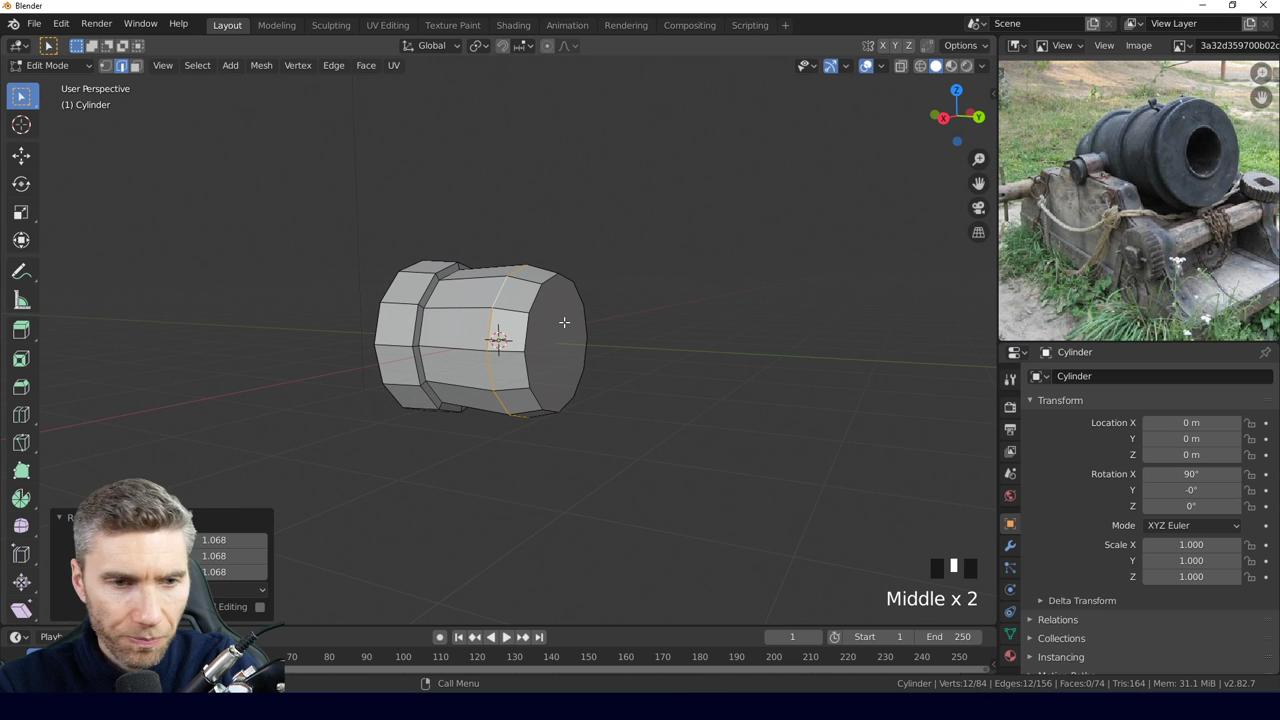 Blender
File Edit Render Window Help
Layout Modeling Sculpting UV Editing Texture Paint Shading Animation Rendering Compositing Scripting +
Scene
View Layer
Global
X Y Z
Options
View
View Image
3a32d359700b02c
Edit Mode
View Select Add Mesh Vertex Edge Face UV
User Perspective
(1) Cylinder
Z
X
Y
Cylinder
Cylinder
Transform
Location X 0 m
Y 0 m
Z 0 m
Rotation X 90°
Y -0°
Z 0°
Mode XYZ Euler
Scale X 1.000
Y 1.000
Z 1.000
Delta Transform
Relations
Collections
Instancing
1.068
1.068
1.068
Editing
Middle x 2
1
Start 1
End 250
70 80 90 100 110 120 130 140 150 160 170 180 190 200 210 220 230 240 250
Call Menu
Cylinder | Verts:12/84 | Edges:12/156 | Faces:0/74 | Tris:164 | Mem: 31.1 MiB | v2.82.7